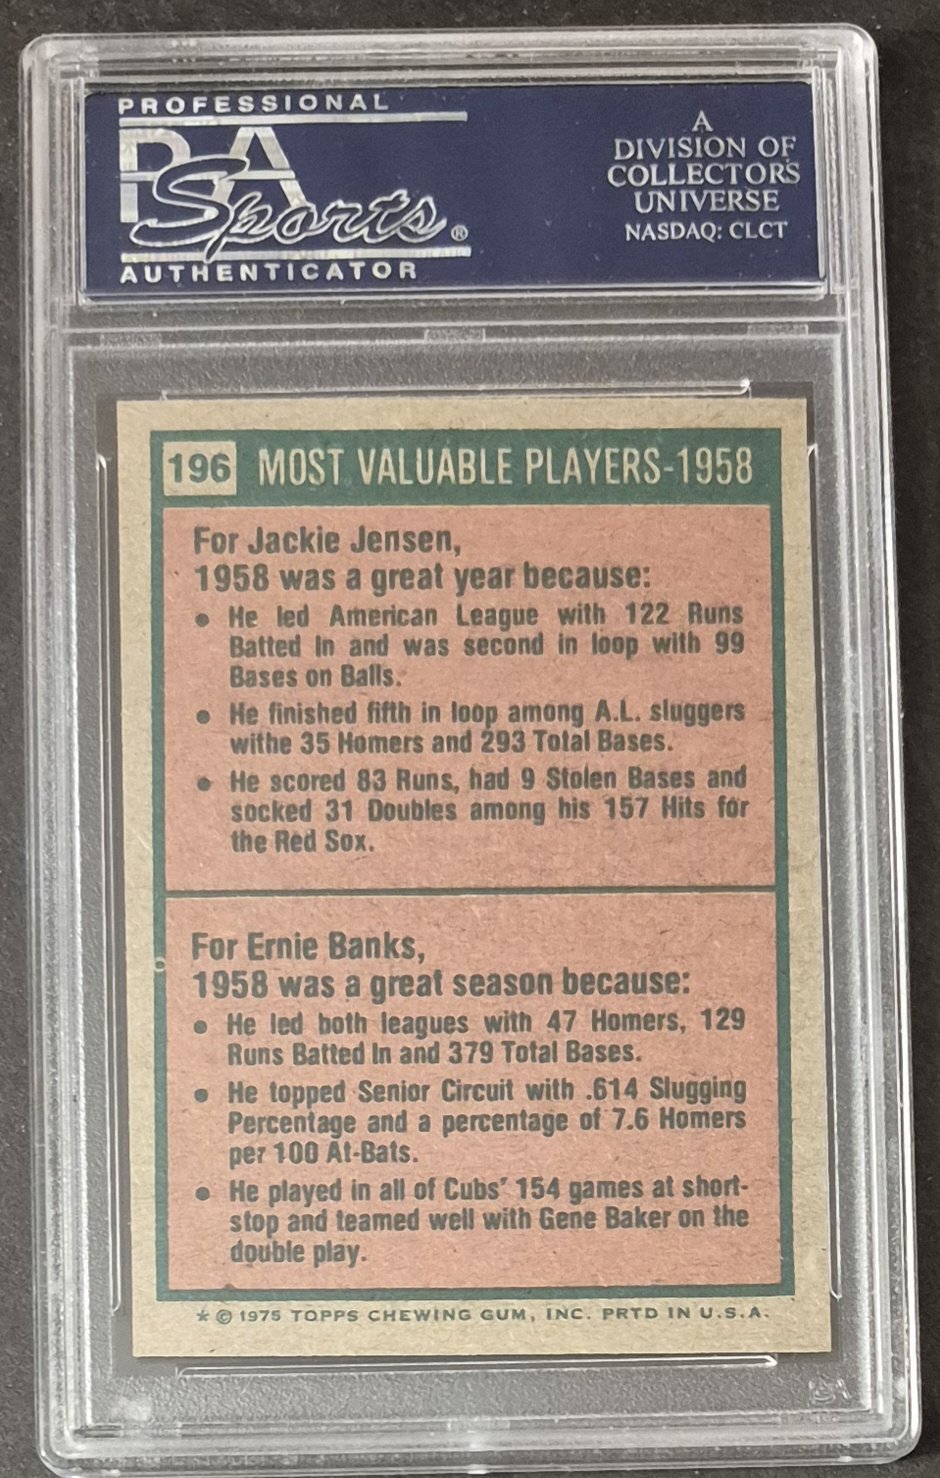 PROFESSIONAL
PSA
Sports®
AUTHENTICATOR
A
DIVISION OF
COLLECTORS
UNIVERSE
NASDAQ: CLCT
196 MOST VALUABLE PLAYERS-1958
For Jackie Jensen,
1958 was a great year because:
• He led American League with 122 Runs
Batted In and was second in loop with 99
Bases on Balls.
• He finished fifth in loop among A.L. sluggers
withe 35 Homers and 293 Total Bases.
• He scored 83 Runs, had 9 Stolen Bases and
socked 31 Doubles among his 157 Hits for
the Red Sox.
For Ernie Banks,
1958 was a great season because:
• He led both leagues with 47 Homers, 129
Runs Batted In and 379 Total Bases.
• He topped Senior Circuit with .614 Slugging
Percentage and a percentage of 7.6 Homers
per 100 At-Bats.
• He played in all of Cubs' 154 games at short-
stop and teamed well with Gene Baker on the
double play.
* © 1975 TOPPS CHEWING GUM, INC. PRTD IN U.S.A.
PSA